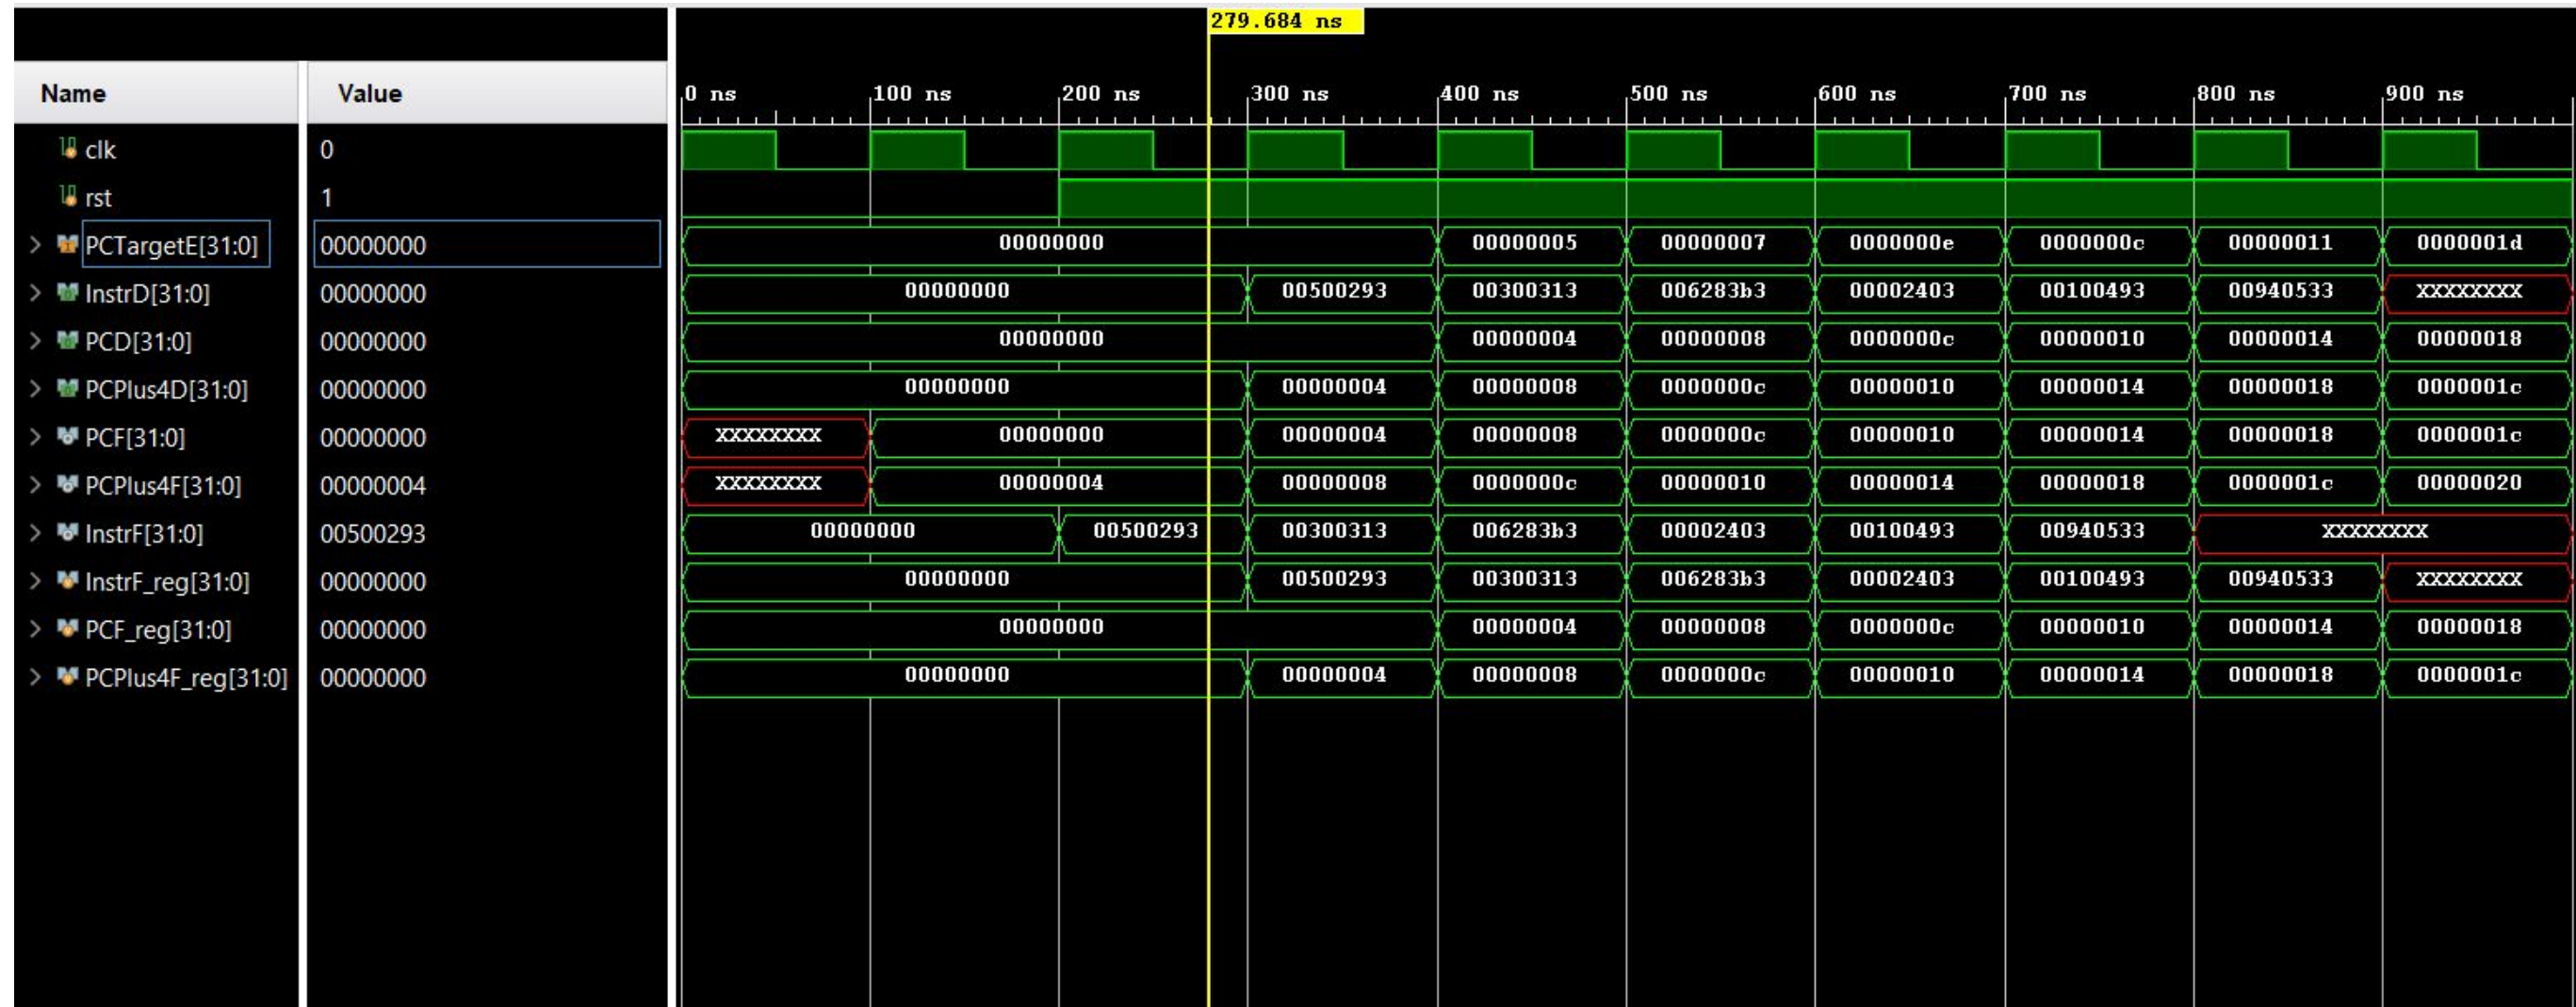 279.684 ns
Name Value 0 ns 100 ns 200 ns 300 ns 400 ns 500 ns 600 ns 700 ns 800 ns 900 ns
clk 0
rst 1
PCTargetE[31:0] 00000000 00000000 00000005 00000007 0000000e 0000000c 00000011 0000001d
InstrD[31:0] 00000000 00000000 00500293 00300313 006283b3 00002403 00100493 00940533 XXXXXXXX
PCD[31:0] 00000000 00000000 00000004 00000008 0000000c 00000010 00000014 00000018
PCPlus4D[31:0] 00000000 00000000 00000004 00000008 0000000c 00000010 00000014 00000018 0000001c
PCF[31:0] 00000000 XXXXXXXX 00000000 00000004 00000008 0000000c 00000010 00000014 00000018 0000001c
PCPlus4F[31:0] 00000004 XXXXXXXX 00000004 00000008 0000000c 00000010 00000014 00000018 0000001c 00000020
InstrF[31:0] 00500293 00000000 00500293 00300313 006283b3 00002403 00100493 00940533 XXXXXXXX
InstrF_reg[31:0] 00000000 00000000 00500293 00300313 006283b3 00002403 00100493 00940533 XXXXXXXX
PCF_reg[31:0] 00000000 00000000 00000004 00000008 0000000c 00000010 00000014 00000018
PCPlus4F_reg[31:0] 00000000 00000000 00000004 00000008 0000000c 00000010 00000014 00000018 0000001c